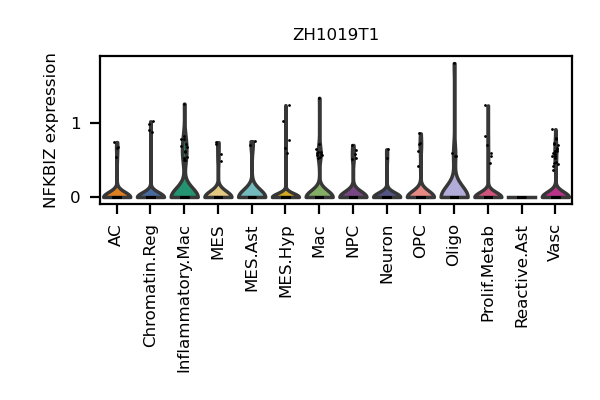 ZH1019T1
NFKBIZ expression
1
0
AC
Chromatin.Reg
Inflammatory.Mac
MES
MES.Ast
MES.Hyp
Mac
NPC
Neuron
OPC
Oligo
Prolif.Metab
Reactive.Ast
Vasc